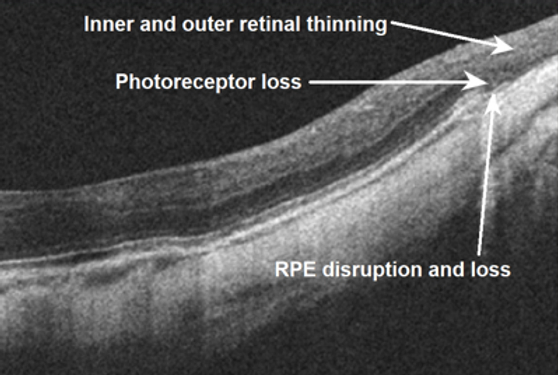 Inner and outer retinal thinning
Photoreceptor loss
RPE disruption and loss